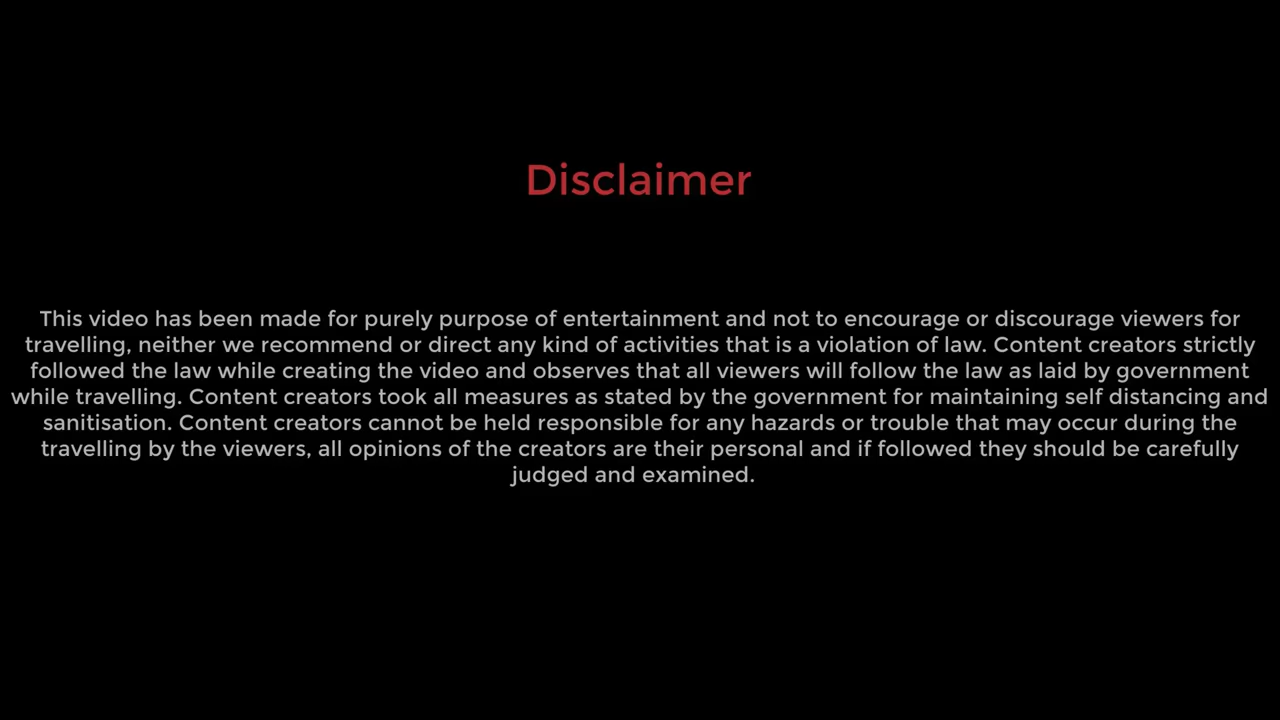 Disclaimer
This video has been made for purely purpose of entertainment and not to encourage or discourage viewers for
travelling, neither we recommend or direct any kind of activities that is a violation of law. Content creators strictly
followed the law while creating the video and observes that all viewers will follow the law as laid by government
while travelling. Content creators took all measures as stated by the government for maintaining self distancing and
sanitisation. Content creators cannot be held responsible for any hazards or trouble that may occur during the
travelling by the viewers, all opinions of the creators are their personal and if followed they should be carefully
judged and examined.